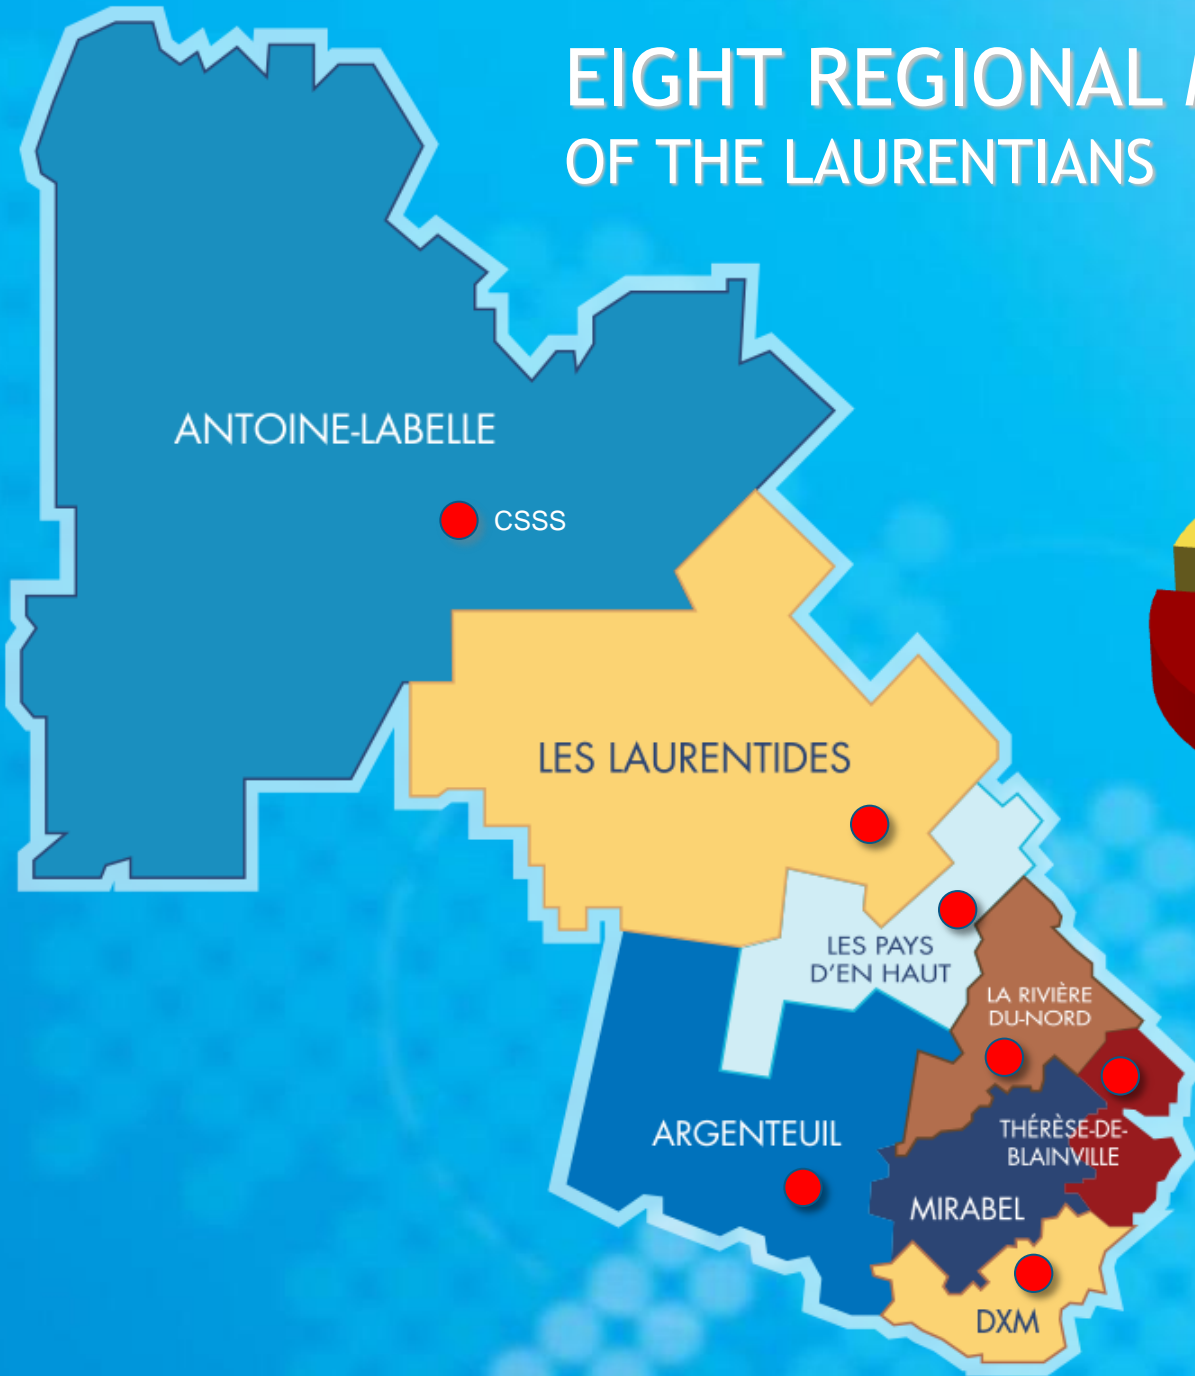 EIGHT REGIONAL
OF THE LAURENTIANS
ANTOINE-LABELLE
CSSS
LES LAURENTIDES
LES PAYS
D'EN HAUT
LA RIVIÈRE
DU-NORD
ARGENTEUIL
THÉRÈSE-DE-
BLAINVILLE
MIRABEL
DXM